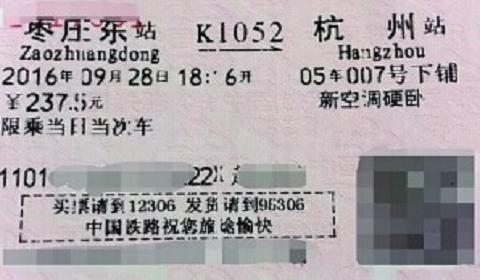 枣庄东站 K1052 杭州站
Zaozhuangdong Hangzhou
2016年09月28日18:16开 05车007号下铺
¥237.5元 新空调硬卧
限乘当日当次车
1101 22
买票请到12306 发货请到95306
中国铁路祝您旅途愉快